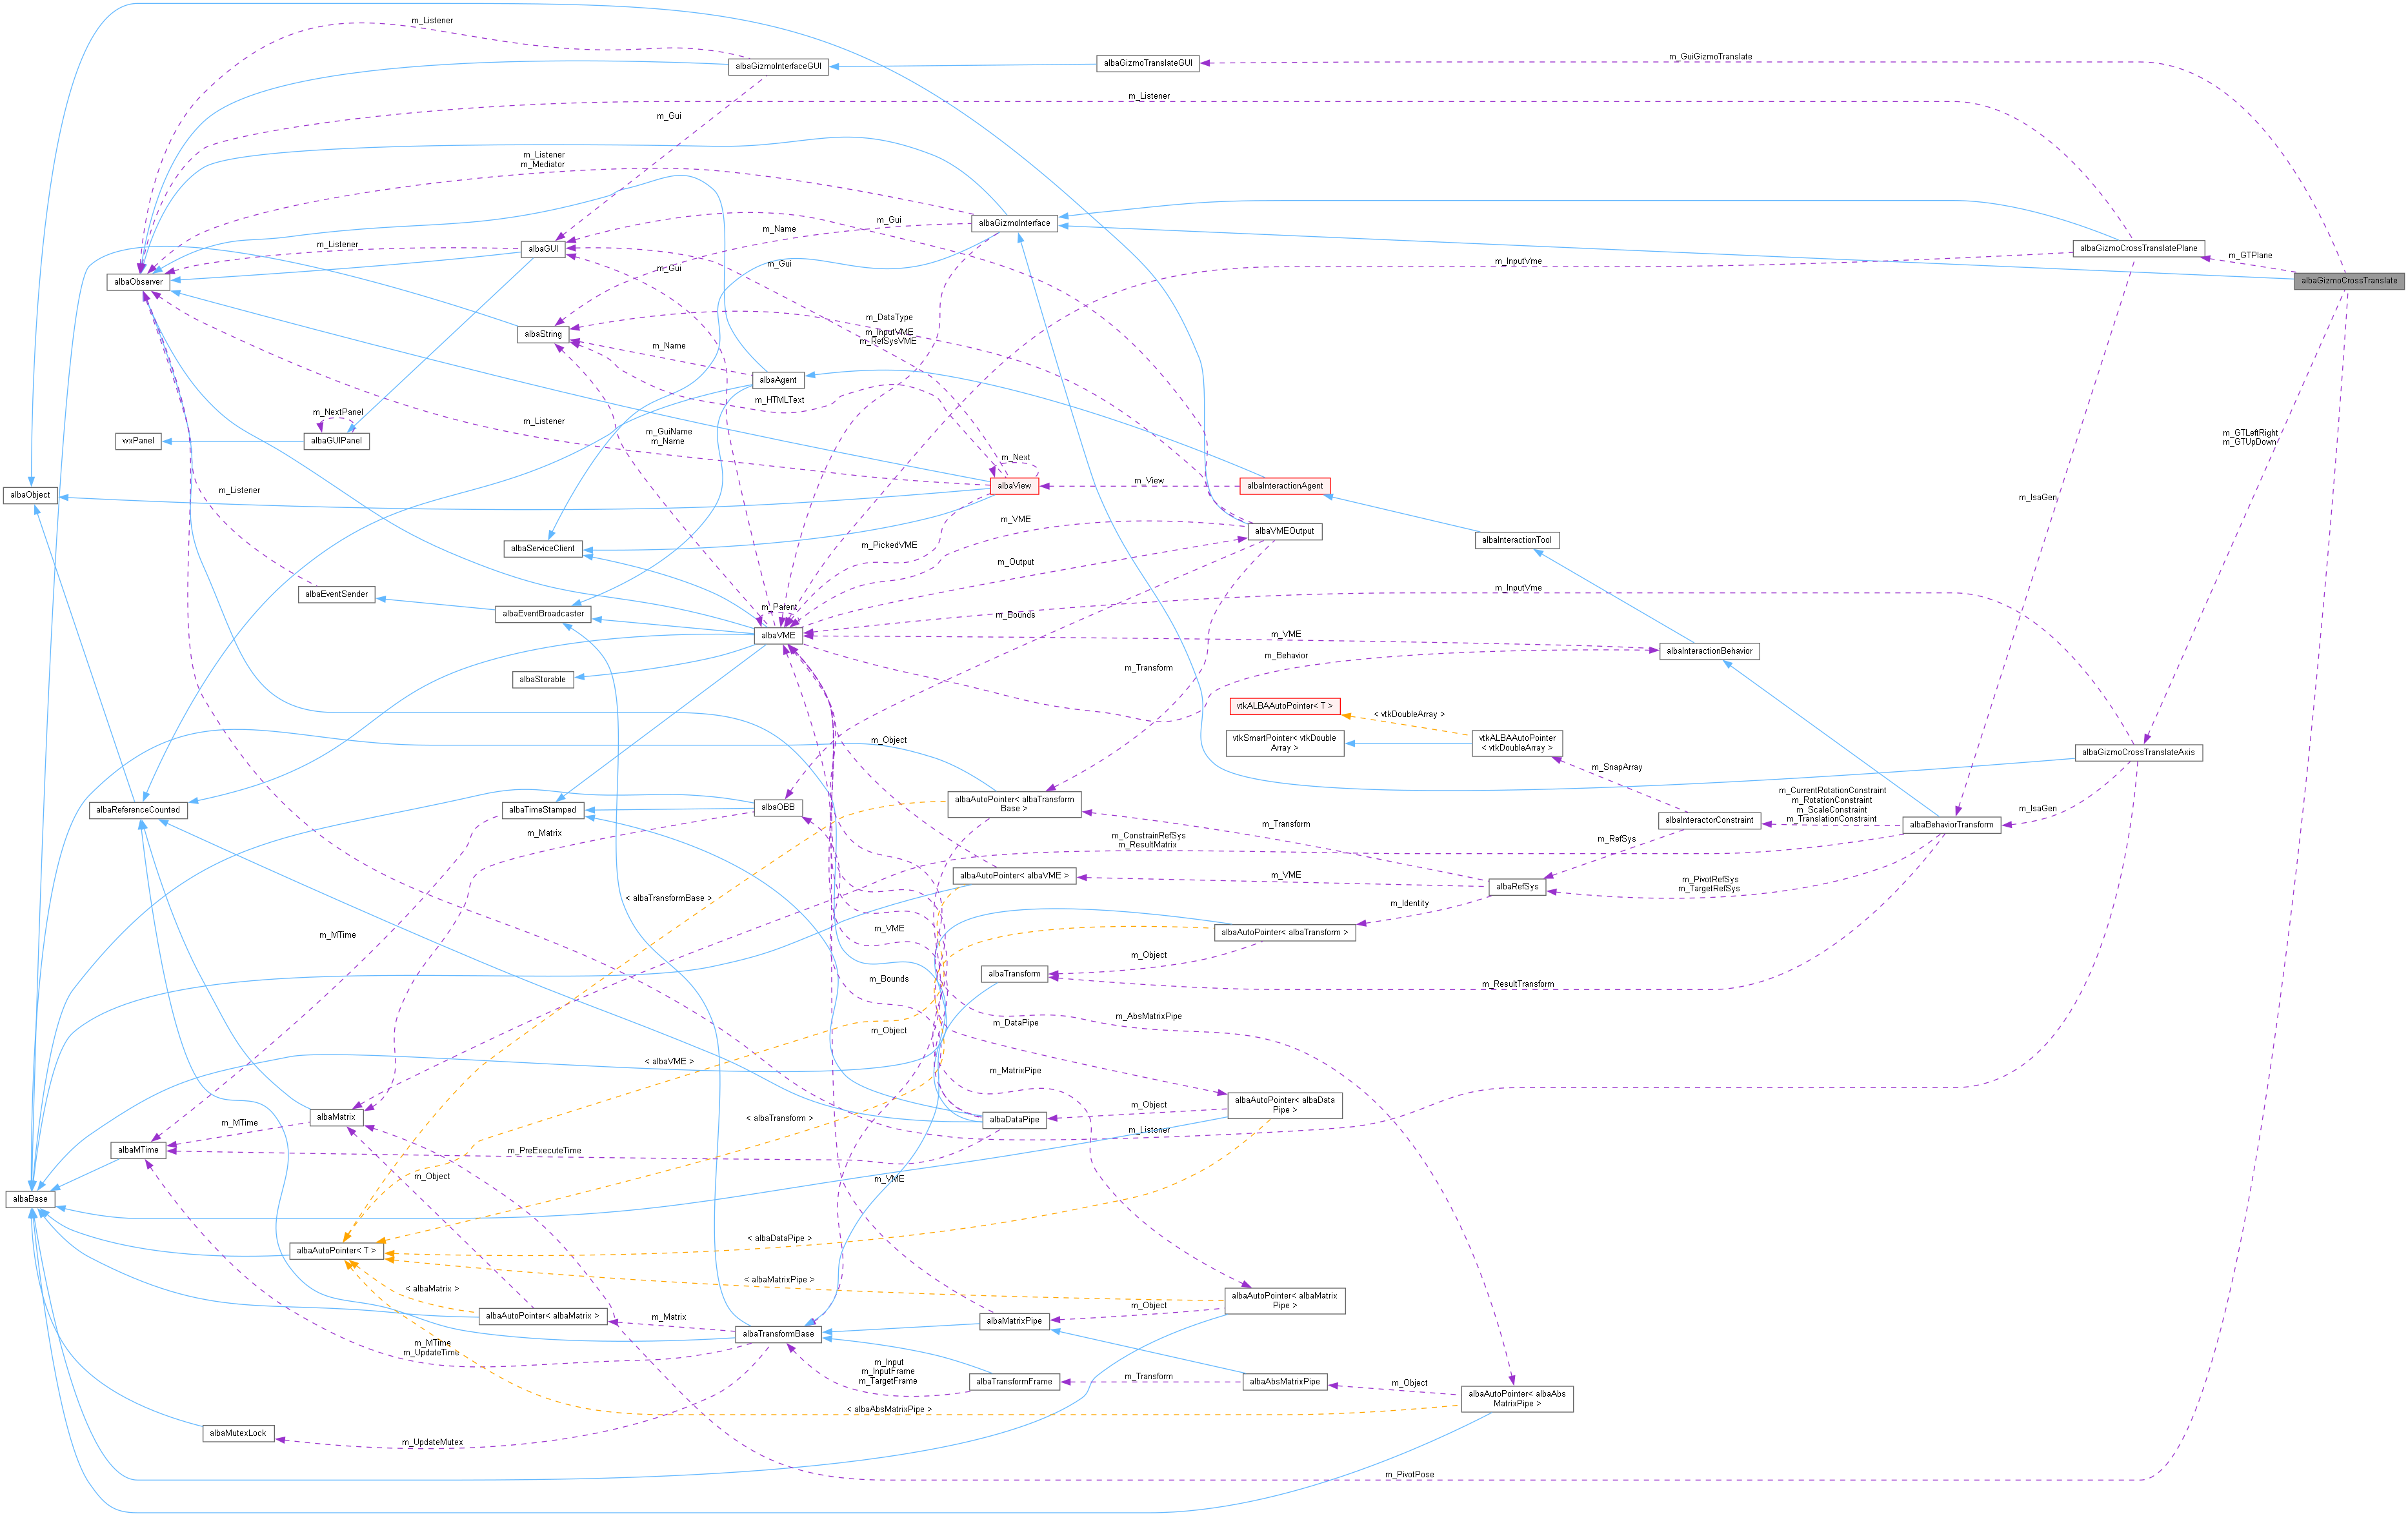 m_Listener
albaGizmoInterfaceGUI
albaGizmoTranslateGUI
m_GuiGizmoTranslate
m_Listener
m_Gui
m_Listener
m_Mediator
albaGizmoInterface
m_Gui
m_Name
m_Listener
albaGUI
albaGizmoCrossTranslatePlane
m_GTPlane
m_Gui
m_Gui
m_InputVme
albaObserver
albaGizmoCrossTranslate
m_DataType
albaString
m_InputVME
m_RefSysVME
m_Name
albaAgent
m_HTMLText
m_NextPanel
m_Listener
m_GuiName
m_Name
wxPanel
albaGUIPanel
m_GTLeftRight
m_GTUpDown
m_Next
m_Listener
albaObject
albaView
m_View
albaInteractionAgent
m_IsaGen
m_VME
albaVMEOutput
albaInteractionTool
albaServiceClient
m_PickedVME
m_Output
m_InputVme
albaEventSender
albaEventBroadcaster
m_Parent
m_Bounds
albaVME
m_VME
albaInteractionBehavior
m_Behavior
m_Transform
albaStorable
vtkALBAAutoPointer< T >
< vtkDoubleArray >
vtkSmartPointer< vtkDouble
Array >
vtkALBAAutoPointer
< vtkDoubleArray >
m_Object
albaGizmoCrossTranslateAxis
m_SnapArray
albaReferenceCounted
albaTimeStamped
albaOBB
albaAutoPointer< albaTransform
Base >
m_CurrentRotationConstraint
m_RotationConstraint
m_ScaleConstraint
m_TranslationConstraint
m_IsaGen
albaInteractorConstraint
albaBehaviorTransform
m_Matrix
m_Transform
m_ConstrainRefSys
m_ResultMatrix
m_RefSys
albaAutoPointer< albaVME >
m_VME
albaRefSys
m_PivotRefSys
m_TargetRefSys
< albaTransformBase >
m_Identity
m_MTime
m_VME
albaAutoPointer< albaTransform >
m_Object
albaTransform
m_Bounds
m_ResultTransform
m_AbsMatrixPipe
m_DataPipe
m_Object
< albaVME >
m_MatrixPipe
albaAutoPointer< albaData
Pipe >
m_Object
albaMatrix
< albaTransform >
albaDataPipe
m_MTime
m_Listener
albaMTime
m_PreExecuteTime
m_Object
m_VME
albaBase
< albaDataPipe >
albaAutoPointer< T >
< albaMatrixPipe >
< albaMatrix >
albaAutoPointer< albaMatrix
Pipe >
m_Object
albaAutoPointer< albaMatrix >
m_Matrix
albaMatrixPipe
albaTransformBase
m_MTime
m_UpdateTime
m_Input
m_InputFrame
m_TargetFrame
albaTransformFrame
m_Transform
albaAbsMatrixPipe
m_Object
albaAutoPointer< albaAbs
MatrixPipe >
< albaAbsMatrixPipe >
albaMutexLock
m_UpdateMutex
m_PivotPose